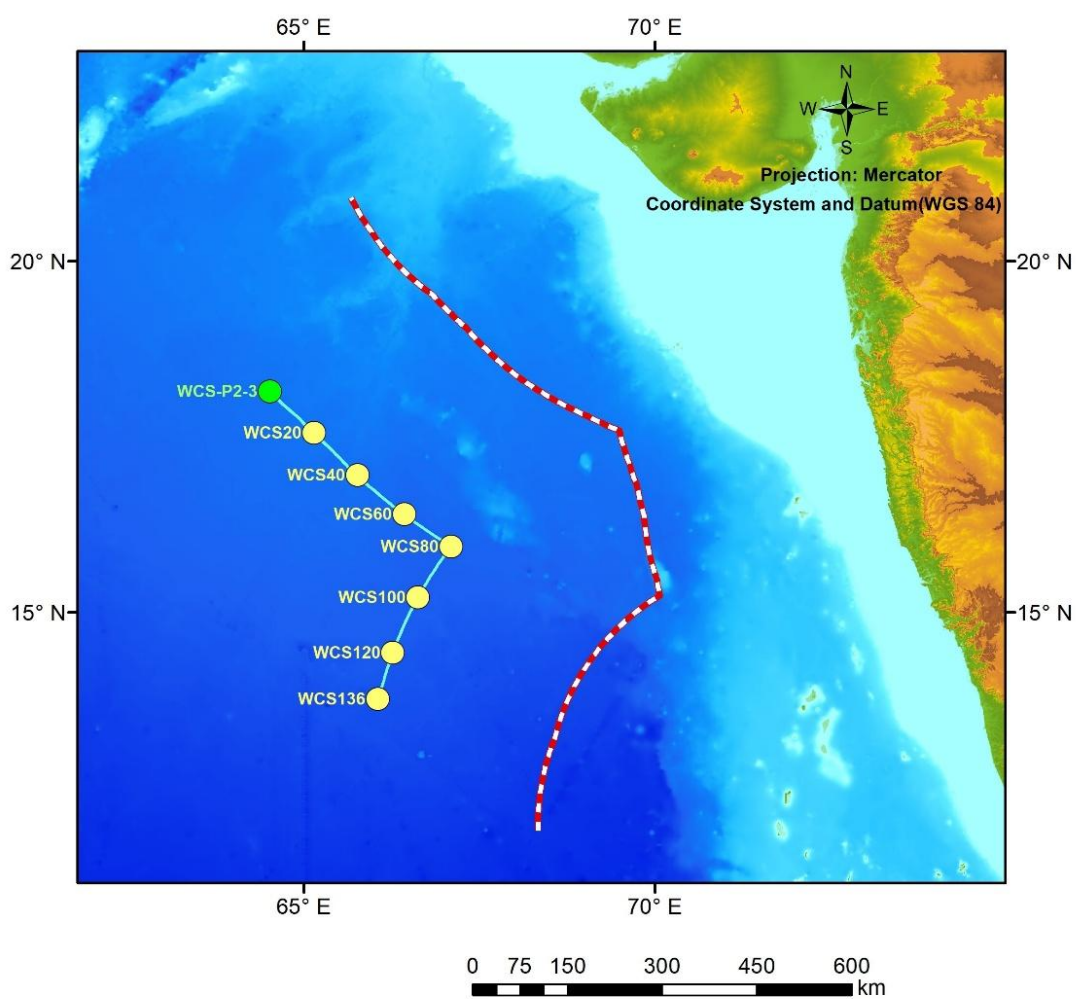 65° E 70° E
N
W E
S
Projection: Mercator
Coordinate System and Datum(WGS 84)
20° N 20° N
WCS-P2-3
WCS20
WCS40
WCS60
WCS80
WCS100
15° N 15° N
WCS120
WCS136
65° E 70° E
0 75 150 300 450 600
km